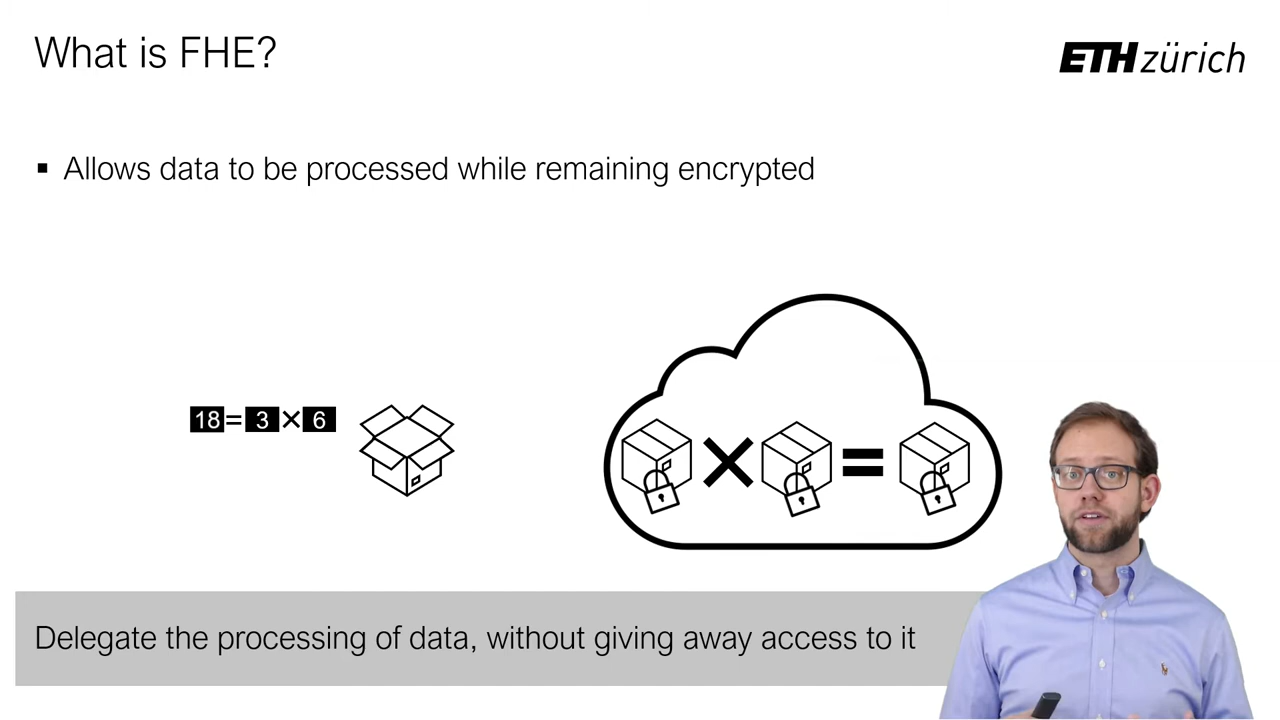 What is FHE?
ETH zürich
▪ Allows data to be processed while remaining encrypted
18=3×6
×
=
Delegate the processing of data, without giving away access to it